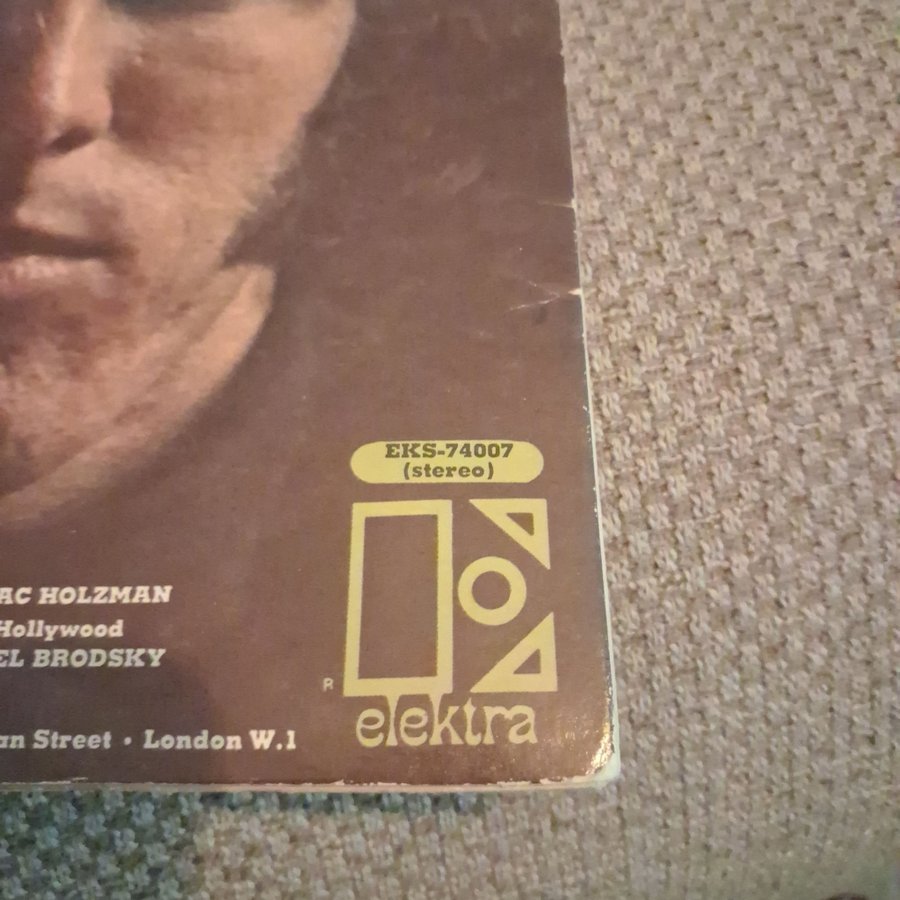 EKS-74007
(stereo)
AC HOLZMAN
Hollywood
EL BRODSKY
R
elektra
an Street • London W.1